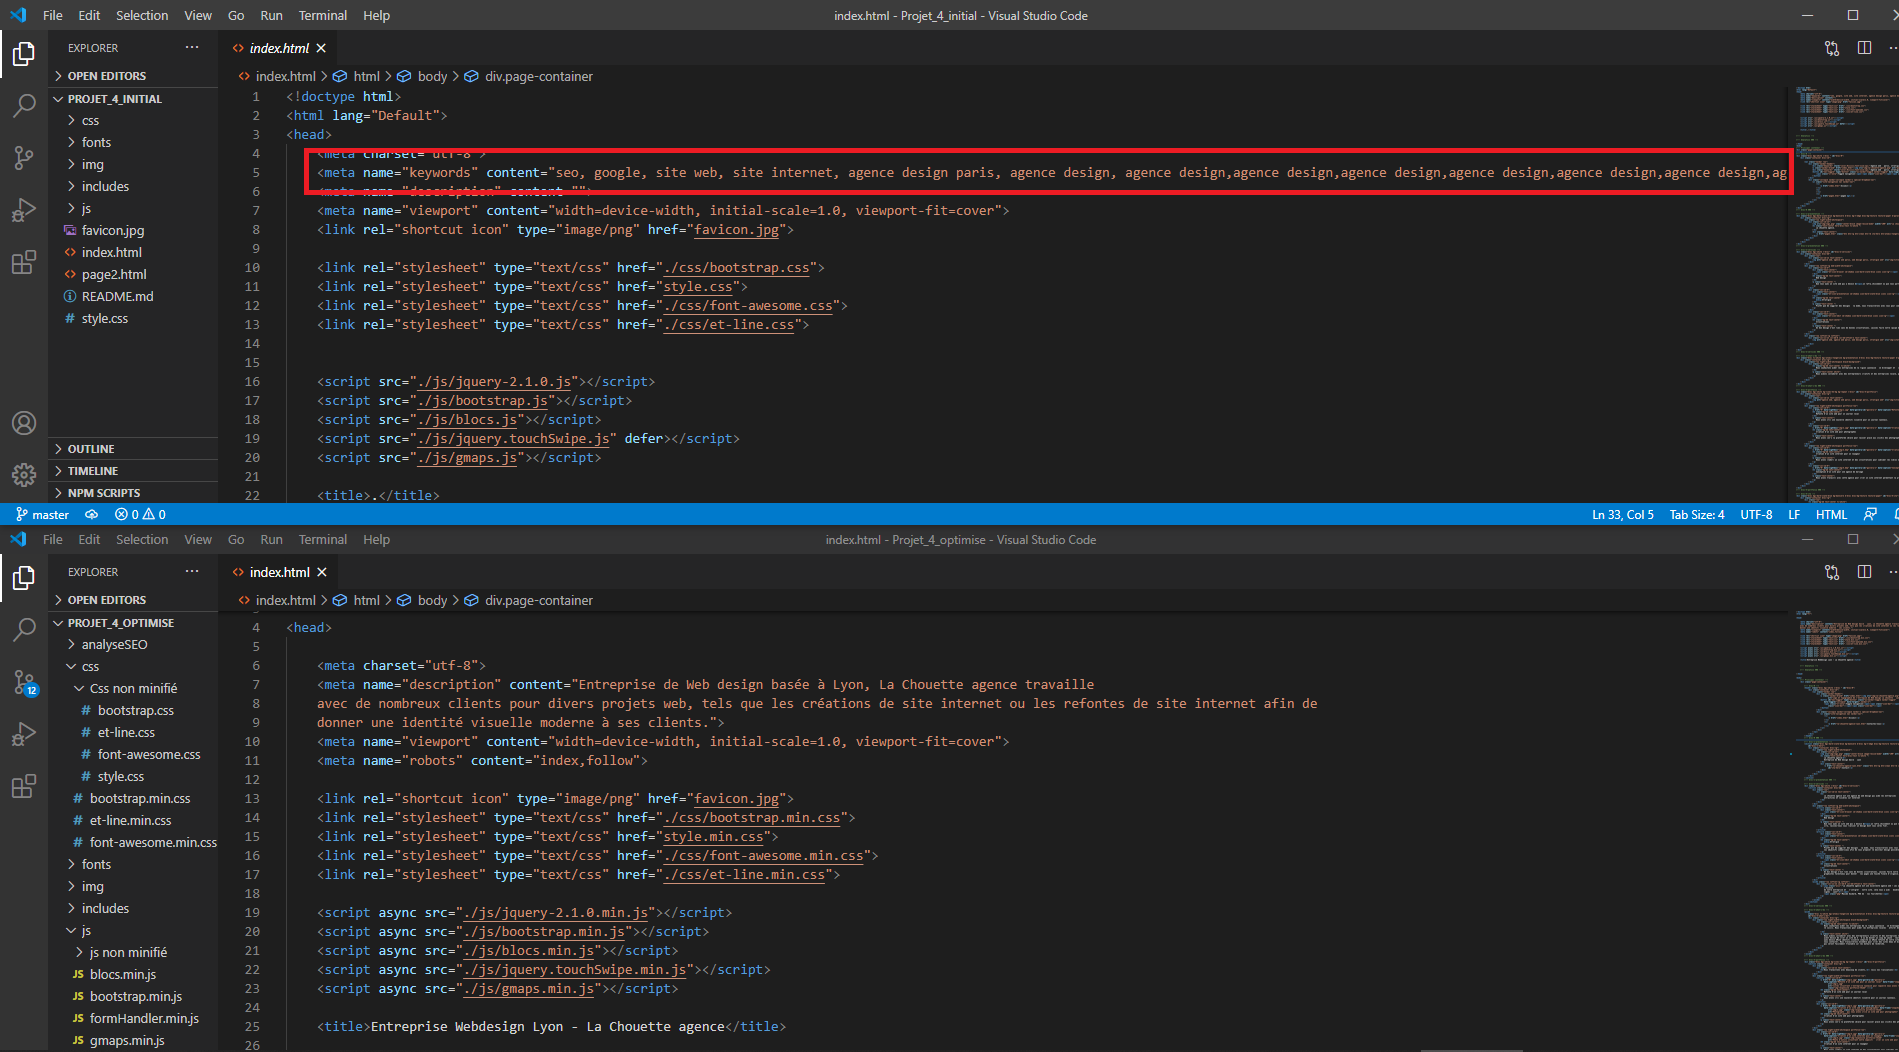 File Edit Selection View Go Run Terminal Help
index.html - Projet_4_initial - Visual Studio Code
EXPLORER
OPEN EDITORS
PROJET_4_INITIAL
css
fonts
img
includes
js
favicon.jpg
index.html
page2.html
README.md
style.css
OUTLINE
TIMELINE
NPM SCRIPTS
index.html
index.html > html > body > div.page-container
1 <!doctype html>
2 <html lang="Default">
3 <head>
4 <meta charset="utf-8">
5 <meta name="keywords" content="seo, google, site web, site internet, agence design paris, agence design, agence design,agence design,agence design,agence design,agence design,agence design,ag
6 <meta name="description" content="">
7 <meta name="viewport" content="width=device-width, initial-scale=1.0, viewport-fit=cover">
8 <link rel="shortcut icon" type="image/png" href="favicon.jpg">
9
10 <link rel="stylesheet" type="text/css" href="./css/bootstrap.css">
11 <link rel="stylesheet" type="text/css" href="style.css">
12 <link rel="stylesheet" type="text/css" href="./css/font-awesome.css">
13 <link rel="stylesheet" type="text/css" href="./css/et-line.css">
14
15
16 <script src="./js/jquery-2.1.0.js"></script>
17 <script src="./js/bootstrap.js"></script>
18 <script src="./js/blocs.js"></script>
19 <script src="./js/jquery.touchSwipe.js" defer></script>
20 <script src="./js/gmaps.js"></script>
21
22 <title>.</title>
master 0 0
Ln 33, Col 5 Tab Size: 4 UTF-8 LF HTML
File Edit Selection View Go Run Terminal Help
index.html - Projet_4_optimise - Visual Studio Code
EXPLORER
OPEN EDITORS
PROJET_4_OPTIMISE
analyseSEO
css
Css non minifié
bootstrap.css
et-line.css
font-awesome.css
style.css
bootstrap.min.css
et-line.min.css
font-awesome.min.css
fonts
img
includes
js
js non minifié
blocs.min.js
bootstrap.min.js
formHandler.min.js
gmaps.min.js
12
index.html
index.html > html > body > div.page-container
4 <head>
5
6 <meta charset="utf-8">
7 <meta name="description" content="Entreprise de Web design basée à Lyon, La Chouette agence travaille
8 avec de nombreux clients pour divers projets web, tels que les créations de site internet ou les refontes de site internet afin de
9 donner une identité visuelle moderne à ses clients.">
10 <meta name="viewport" content="width=device-width, initial-scale=1.0, viewport-fit=cover">
11 <meta name="robots" content="index,follow">
12
13 <link rel="shortcut icon" type="image/png" href="favicon.jpg">
14 <link rel="stylesheet" type="text/css" href="./css/bootstrap.min.css">
15 <link rel="stylesheet" type="text/css" href="style.min.css">
16 <link rel="stylesheet" type="text/css" href="./css/font-awesome.min.css">
17 <link rel="stylesheet" type="text/css" href="./css/et-line.min.css">
18
19 <script async src="./js/jquery-2.1.0.min.js"></script>
20 <script async src="./js/bootstrap.min.js"></script>
21 <script async src="./js/blocs.min.js"></script>
22 <script async src="./js/jquery.touchSwipe.min.js"></script>
23 <script async src="./js/gmaps.min.js"></script>
24
25 <title>Entreprise Webdesign Lyon - La Chouette agence</title>
26